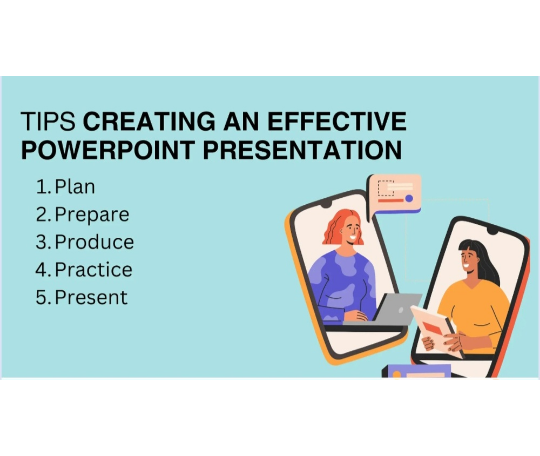 TIPS CREATING AN EFFECTIVE
POWERPOINT PRESENTATION
1. Plan
2. Prepare
3. Produce
4. Practice
5. Present